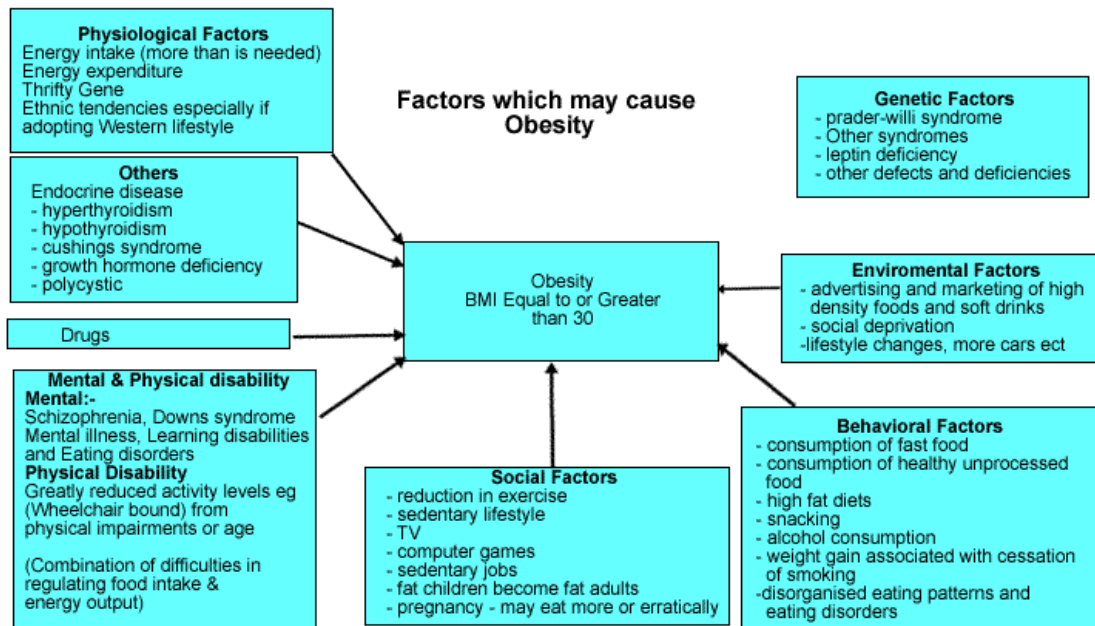 Factors which may cause
Obesity
Physiological Factors
Energy intake (more than is needed)
Energy expenditure
Thrifty Gene
Ethnic tendencies especially if
adopting Western lifestyle
Others
Endocrine disease
- hyperthyroidism
- hypothyroidism
- cushings syndrome
- growth hormone deficiency
- polycystic
Drugs
Mental & Physical disability
Mental:-
Schizophrenia, Downs syndrome
Mental illness, Learning disabilities
and Eating disorders
Physical Disability
Greatly reduced activity levels eg
(Wheelchair bound) from
physical impairments or age
(Combination of difficulties in
regulating food intake &
energy output)
Obesity
BMI Equal to or Greater
than 30
Social Factors
- reduction in exercise
- sedentary lifestyle
- TV
- computer games
- sedentary jobs
- fat children become fat adults
- pregnancy - may eat more or erratically
Genetic Factors
- prader-willi syndrome
- Other syndromes
- leptin deficiency
- other defects and deficiencies
Enviromental Factors
- advertising and marketing of high
density foods and soft drinks
- social deprivation
-lifestyle changes, more cars ect
Behavioral Factors
- consumption of fast food
- consumption of healthy unprocessed
food
- high fat diets
- snacking
- alcohol consumption
- weight gain associated with cessation
of smoking
-disorganised eating patterns and
eating disorders